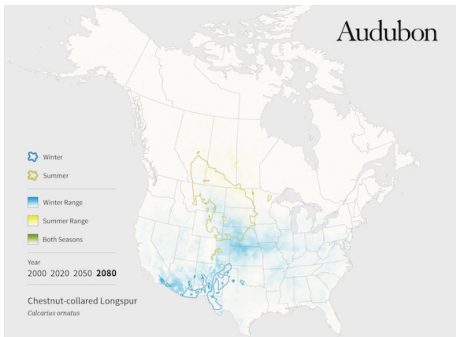 Audubon
Winter
Summer
Winter Range
Summer Range
Both Seasons
Year
2000 2020 2050 2080
Chestnut-collared Longspur
Calcarius ornatus